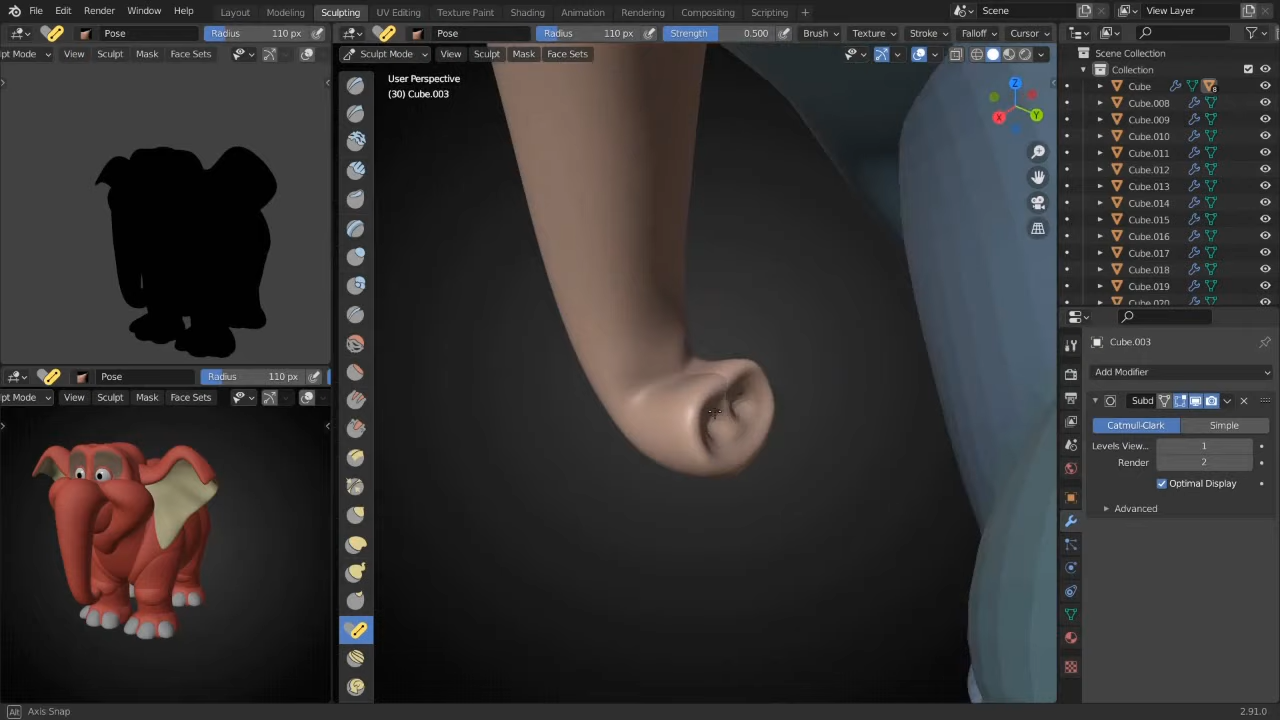 File Edit Render Window Help Layout Modeling Sculpting UV Editing Texture Paint Shading Animation Rendering Compositing Scripting + Scene View Layer
Pose Radius 110 px Pose Radius 110 px Strength 0.500 Brush Texture Stroke Falloff Cursor
pt Mode View Sculpt Mask Face Sets Sculpt Mode View Sculpt Mask Face Sets
User Perspective
(30) Cube.003
Z
X Y
Scene Collection
Collection
Cube 8
Cube.008
Cube.009
Cube.010
Cube.011
Cube.012
Cube.013
Cube.014
Cube.015
Cube.016
Cube.017
Cube.018
Cube.019
Cube.020
Cube.003
Add Modifier
Subd
Catmull-Clark Simple
Levels View... 1
Render 2
Optimal Display
Advanced
Pose Radius 110 px
pt Mode View Sculpt Mask Face Sets
Alt Axis Snap 2.91.0